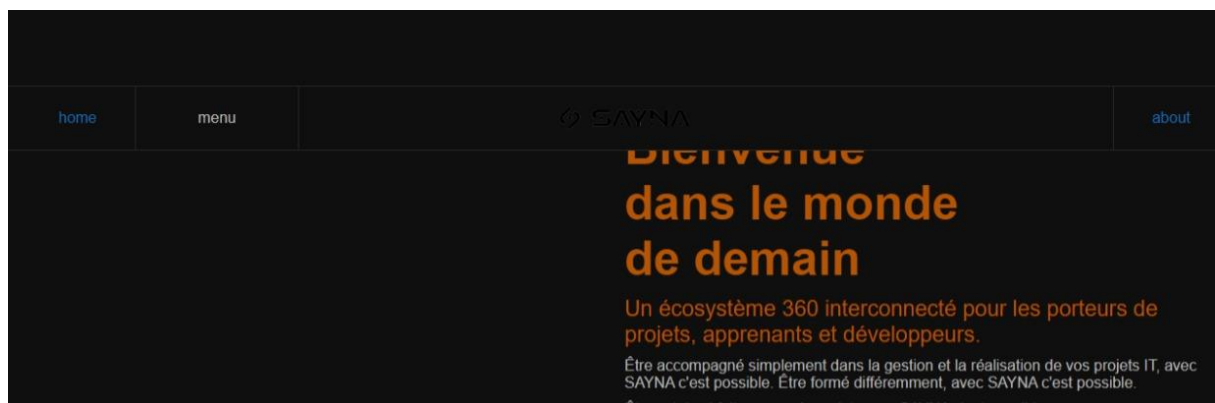 home
menu
SAYNA
about
Bienvenue
dans le monde
de demain
Un écosystème 360 interconnecté pour les porteurs de
projets, apprenants et développeurs.
Être accompagné simplement dans la gestion et la réalisation de vos projets IT, avec
SAYNA c'est possible. Être formé différemment, avec SAYNA c'est possible.